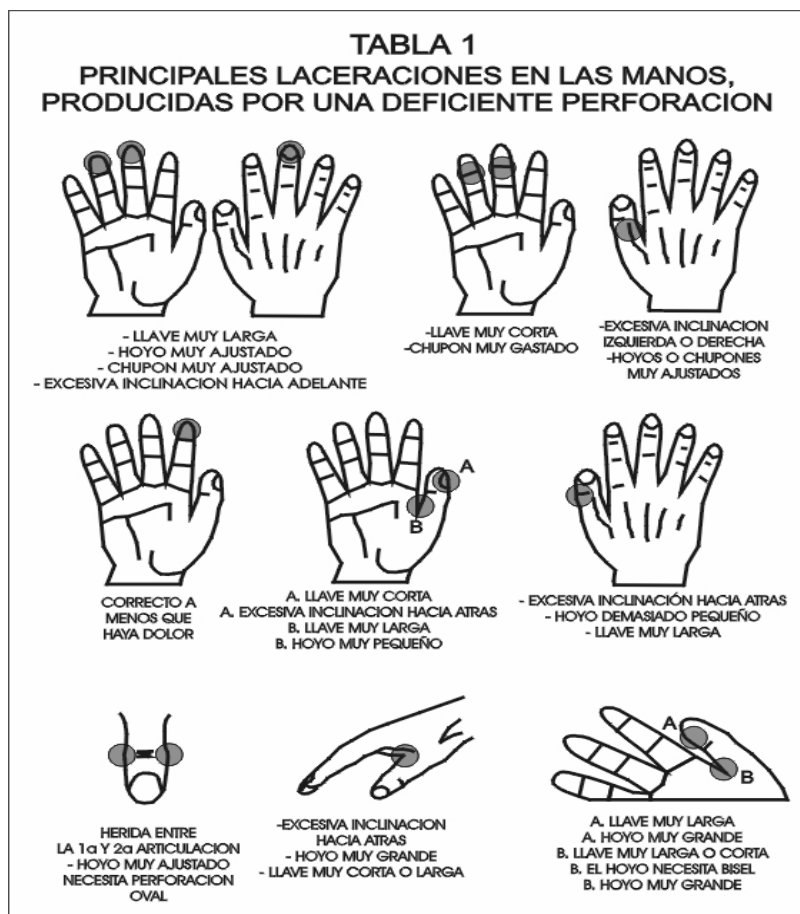 TABLA 1
PRINCIPALES LACERACIONES EN LAS MANOS,
PRODUCIDAS POR UNA DEFICIENTE PERFORACION
- LLAVE MUY LARGA
- HOYO MUY AJUSTADO
- CHUPON MUY AJUSTADO
- EXCESIVA INCLINACION HACIA ADELANTE
-LLAVE MUY CORTA
-CHUPON MUY GASTADO
-EXCESIVA INCLINACION
IZQUIERDA O DERECHA
-HOYOS O CHUPONES
MUY AJUSTADOS
CORRECTO A
MENOS QUE
HAYA DOLOR
A
B
A. LLAVE MUY CORTA
A. EXCESIVA INCLINACION HACIA ATRAS
B. LLAVE MUY LARGA
B. HOYO MUY PEQUEÑO
- EXCESIVA INCLINACIÓN HACIA ATRAS
- HOYO DEMASIADO PEQUEÑO
- LLAVE MUY LARGA
HERIDA ENTRE
LA 1a Y 2a ARTICULACION
- HOYO MUY AJUSTADO
NECESITA PERFORACION
OVAL
-EXCESIVA INCLINACION
HACIA ATRAS
- HOYO MUY GRANDE
- LLAVE MUY CORTA O LARGA
A
B
A. LLAVE MUY LARGA
A. HOYO MUY GRANDE
B. LLAVE MUY LARGA O CORTA
B. EL HOYO NECESITA BISEL
B. HOYO MUY GRANDE